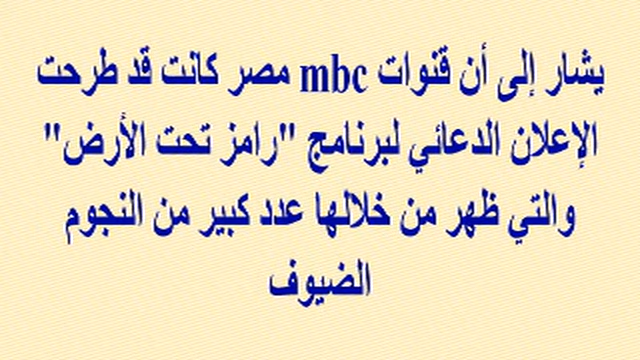 يشار إلى أن قنوات mbc مصر كانت قد طرحت
الإعلان الدعائي لبرنامج "رامز تحت الأرض"
والتي ظهر من خلالها عدد كبير من النجوم
الضيوف